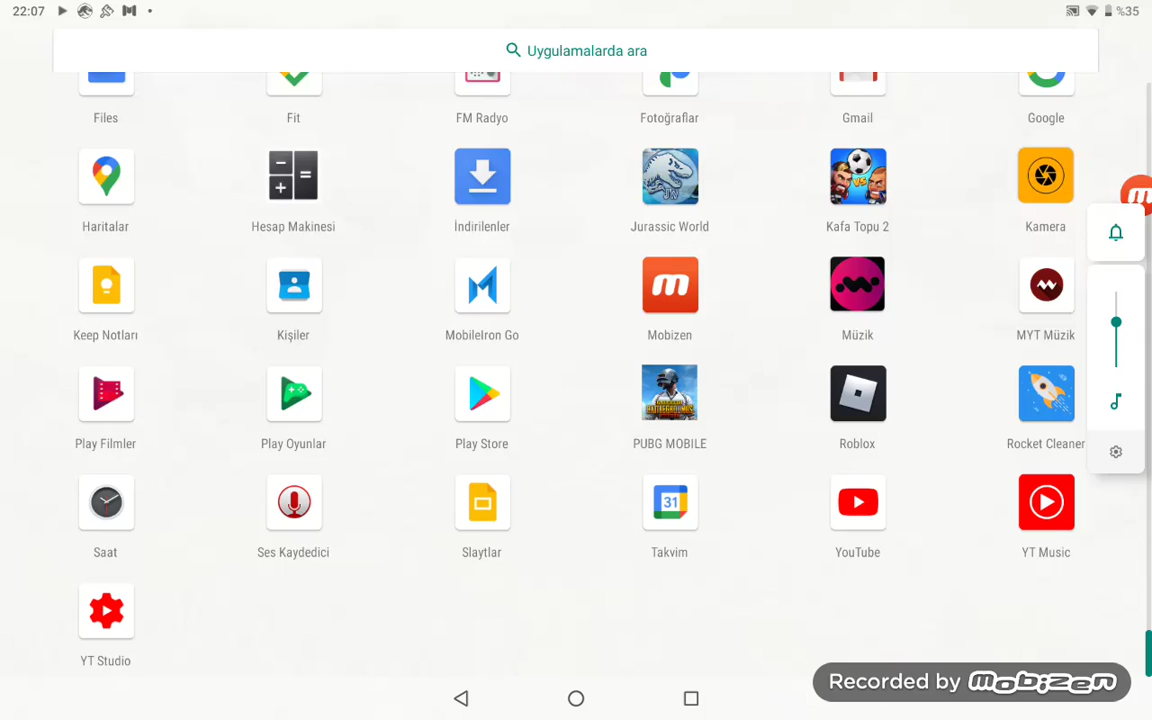 22:07 %35
Uygulamalarda ara
Files Fit FM Radyo Fotoğraflar Gmail Google
Haritalar Hesap Makinesi İndirilenler Jurassic World Kafa Topu 2 Kamera
Keep Notları Kişiler MobileIron Go Mobizen Müzik MYT Müzik
Play Filmler Play Oyunlar Play Store PUBG MOBILE Roblox Rocket Cleaner
Saat Ses Kaydedici Slaytlar Takvim YouTube YT Music
YT Studio
Recorded by mobizen